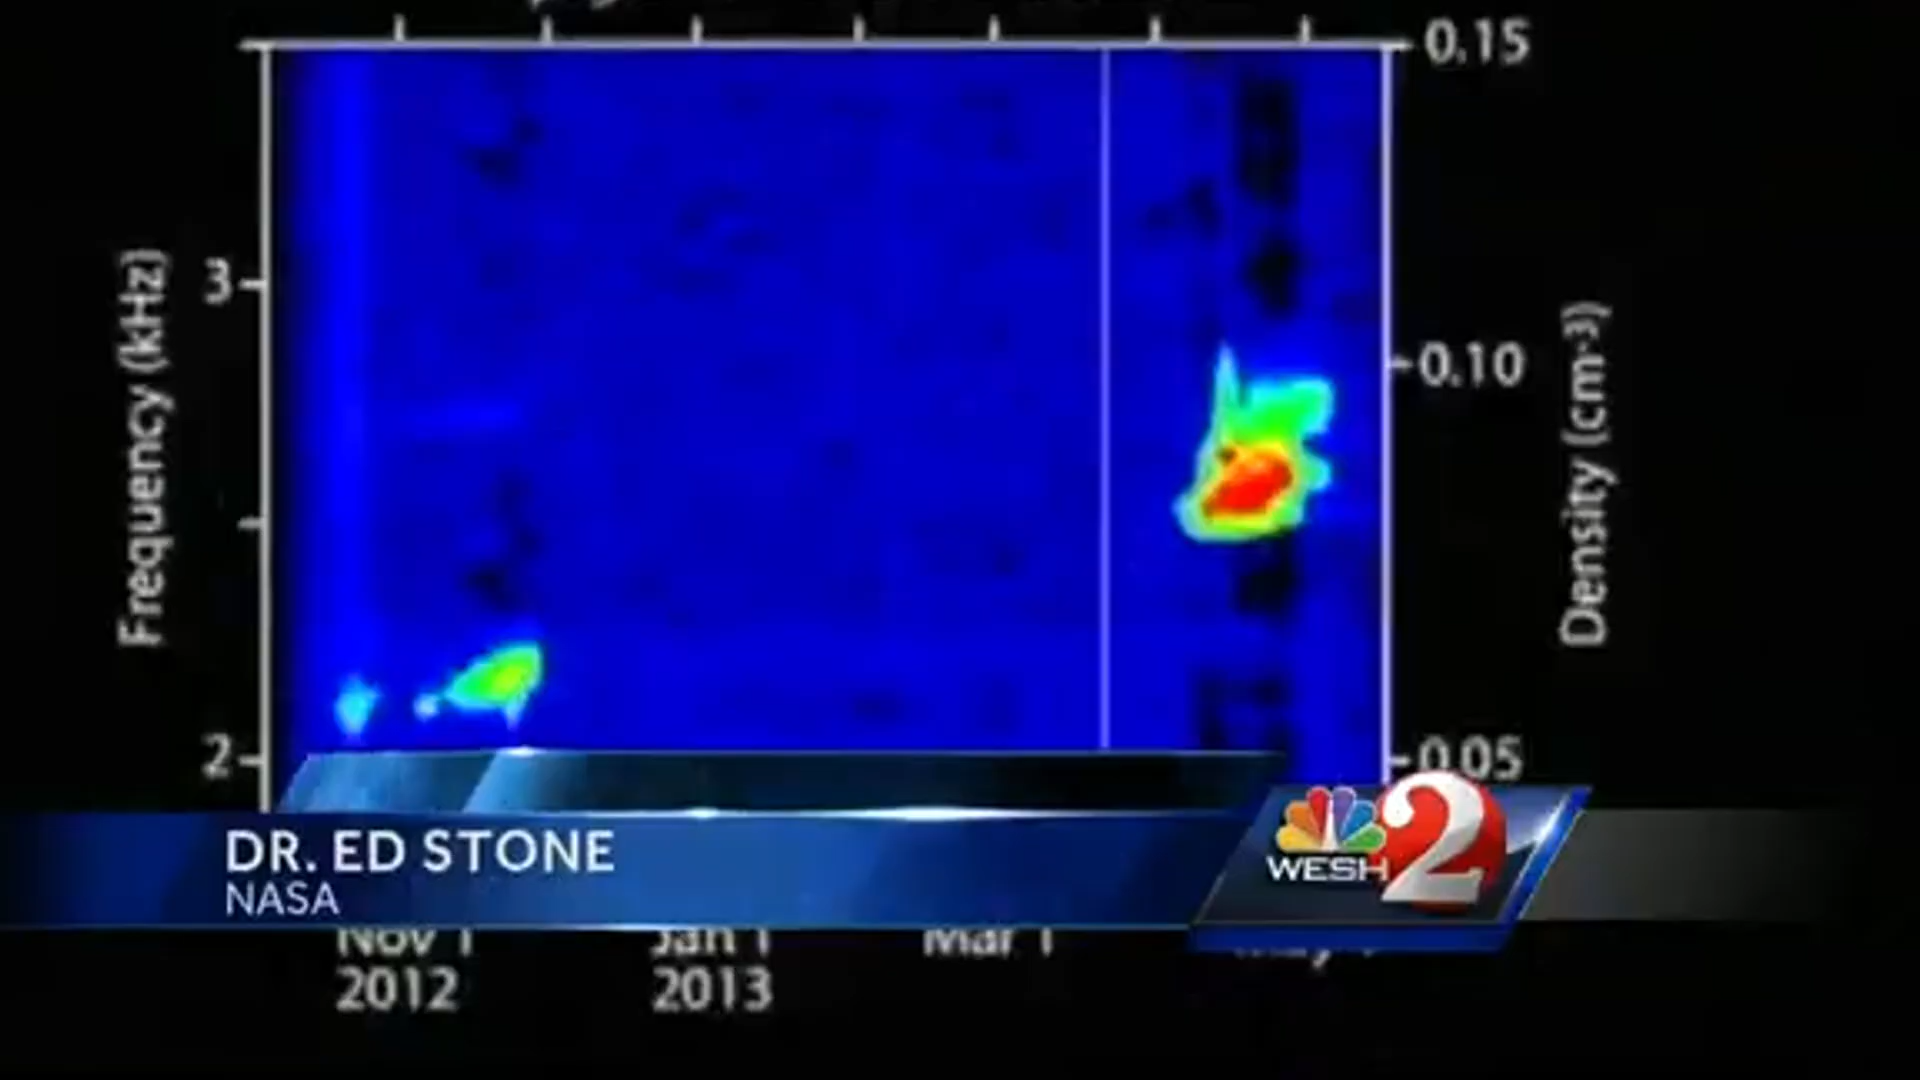 0.15
3
0.10
2
0.05
Frequency (kHz)
Density (cm-3)
DR. ED STONE
NASA
WESH 2
Nov 1
2012
Jan 1
2013
Mar 1